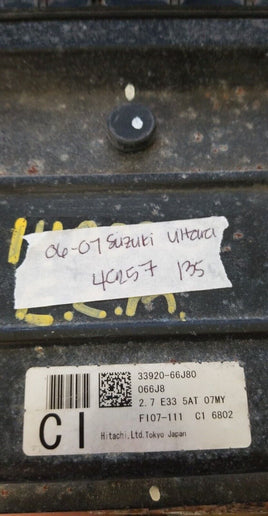 06-07 Suzuki Vitara
40257 135
E.C.M.
33920-66J80
066J8
2.7 E33 5AT 07MY
F107-111 C1 6802
CI
Hitachi,Ltd.Tokyo Japan